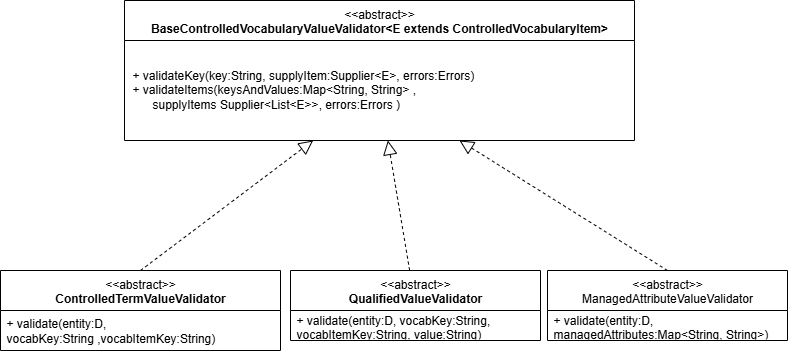 <<abstract>>
BaseControlledVocabularyValueValidator<E extends ControlledVocabularyItem>
+ validateKey(key:String, supplyItem:Supplier<E>, errors:Errors)
+ validateItems(keysAndValues:Map<String, String> ,
supplyItems Supplier<List<E>>, errors:Errors )
<<abstract>>
ControlledTermValueValidator
+ validate(entity:D,
vocabKey:String ,vocabItemKey:String)
<<abstract>>
QualifiedValueValidator
+ validate(entity:D, vocabKey:String,
vocabItemKey:String, value:String)
<<abstract>>
ManagedAttributeValueValidator
+ validate(entity:D,
managedAttributes:Map<String, String>)